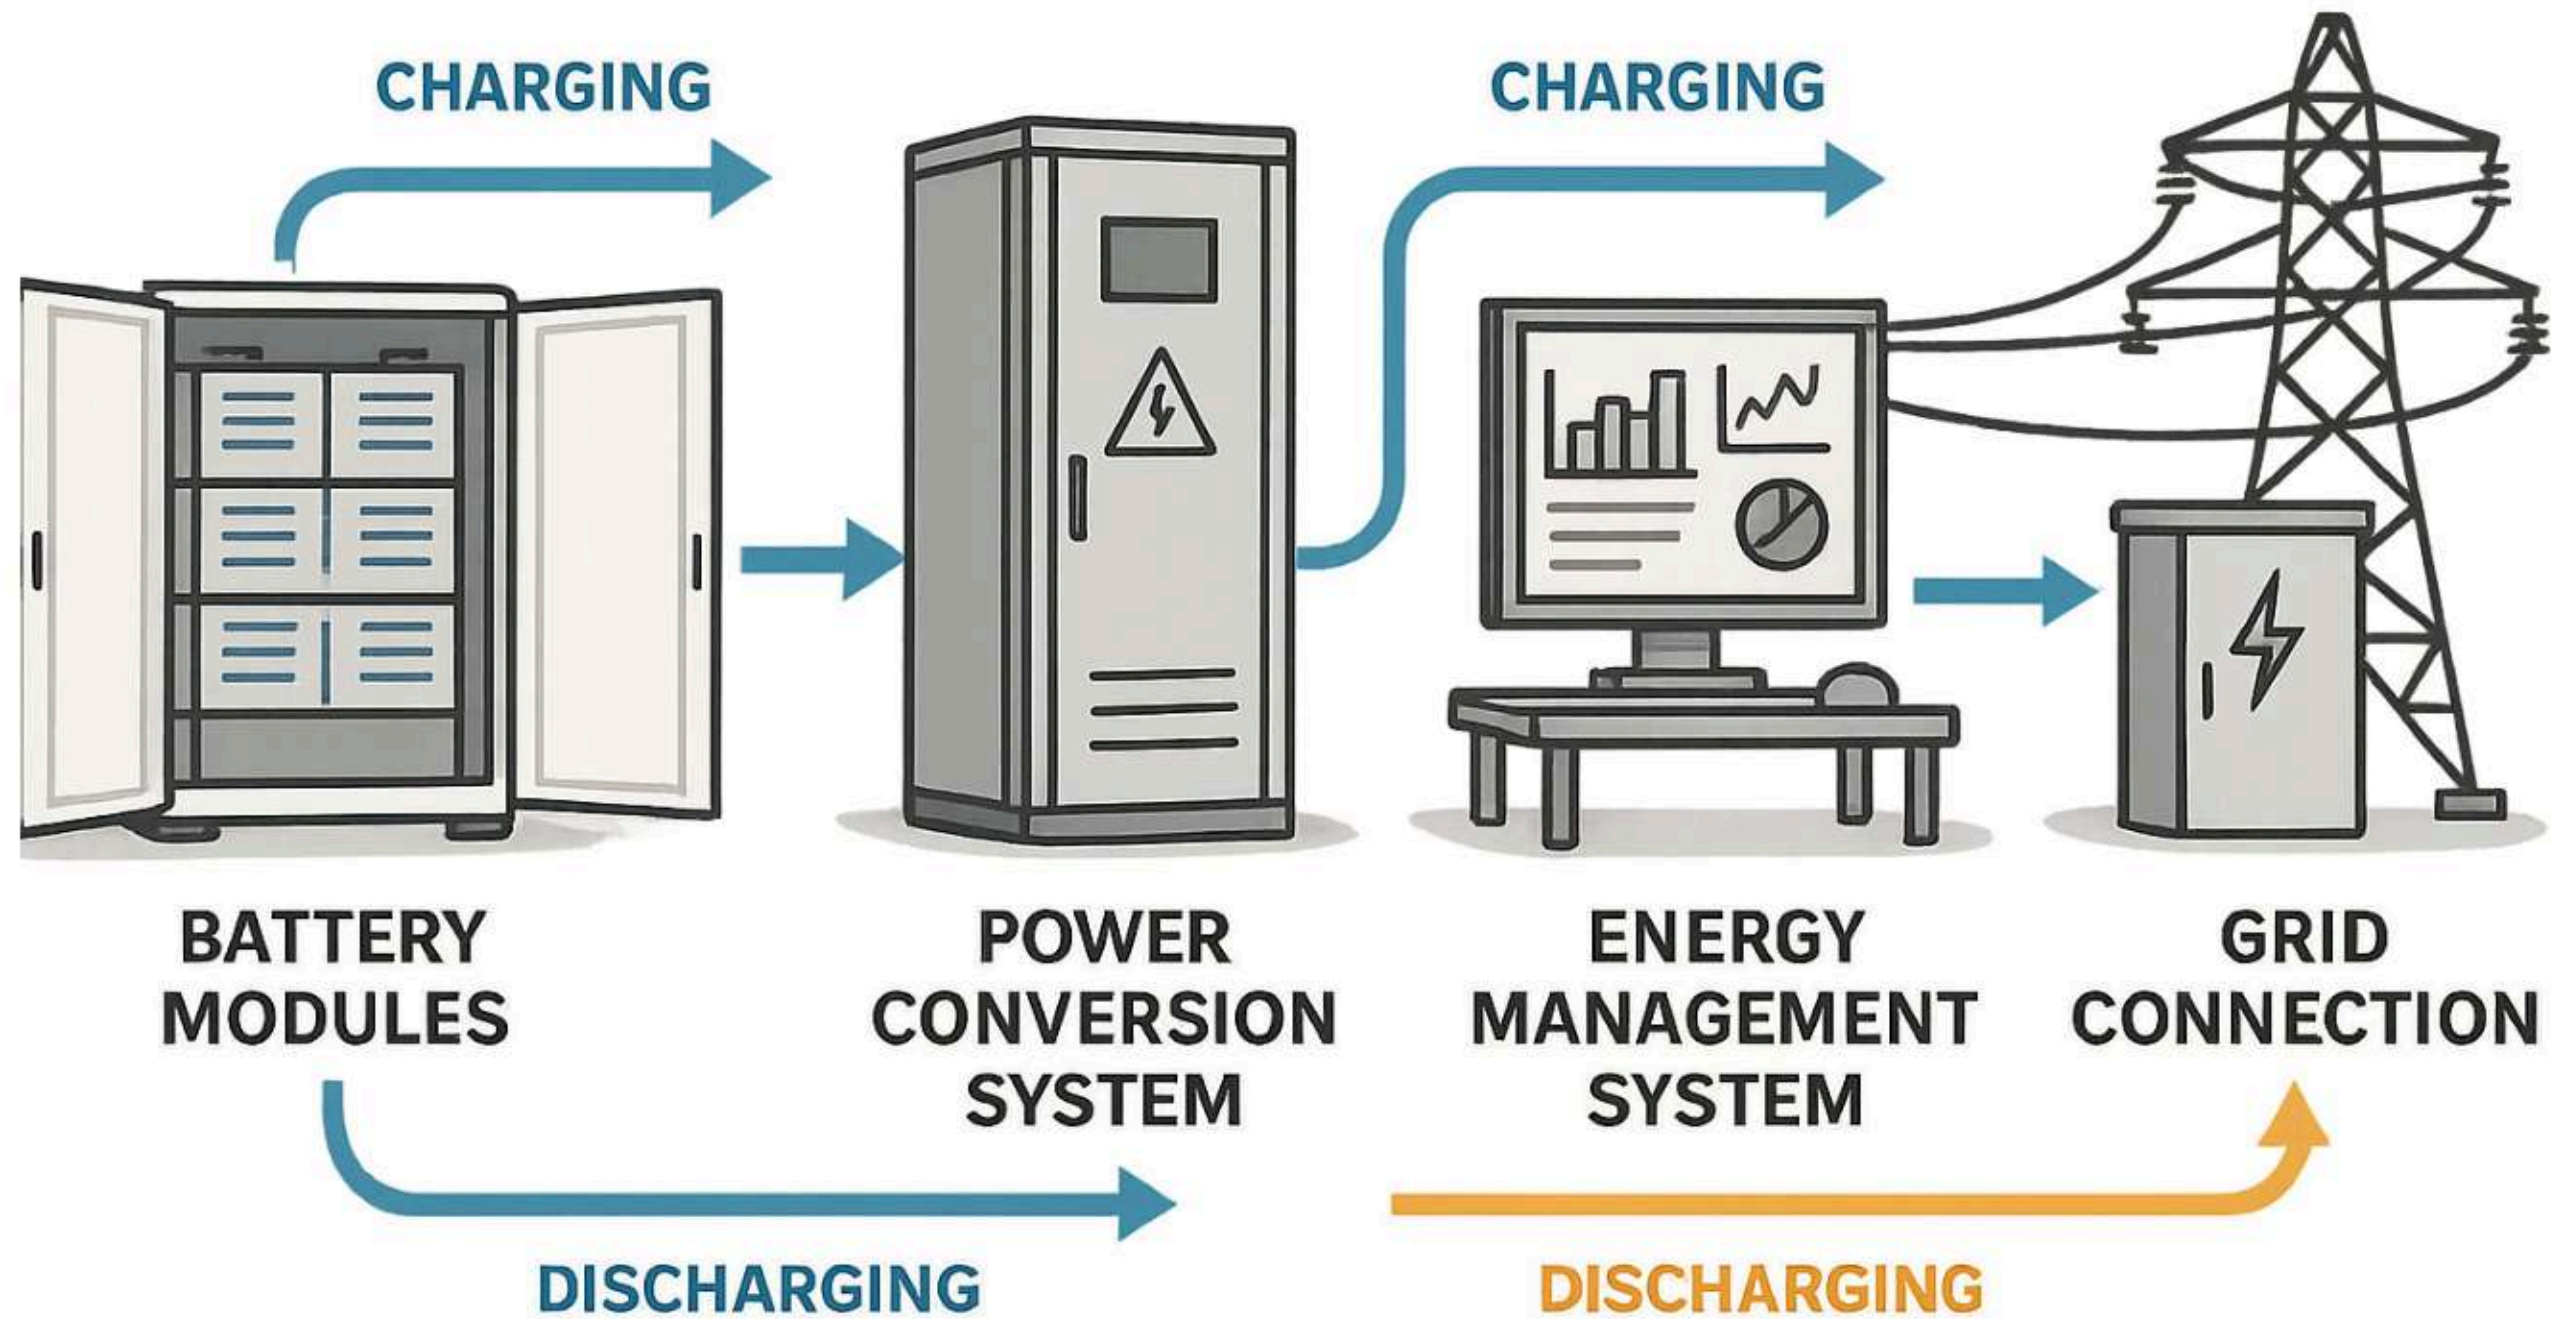 CHARGING
CHARGING
BATTERY
MODULES
POWER
CONVERSION
SYSTEM
ENERGY
MANAGEMENT
SYSTEM
GRID
CONNECTION
DISCHARGING
DISCHARGING